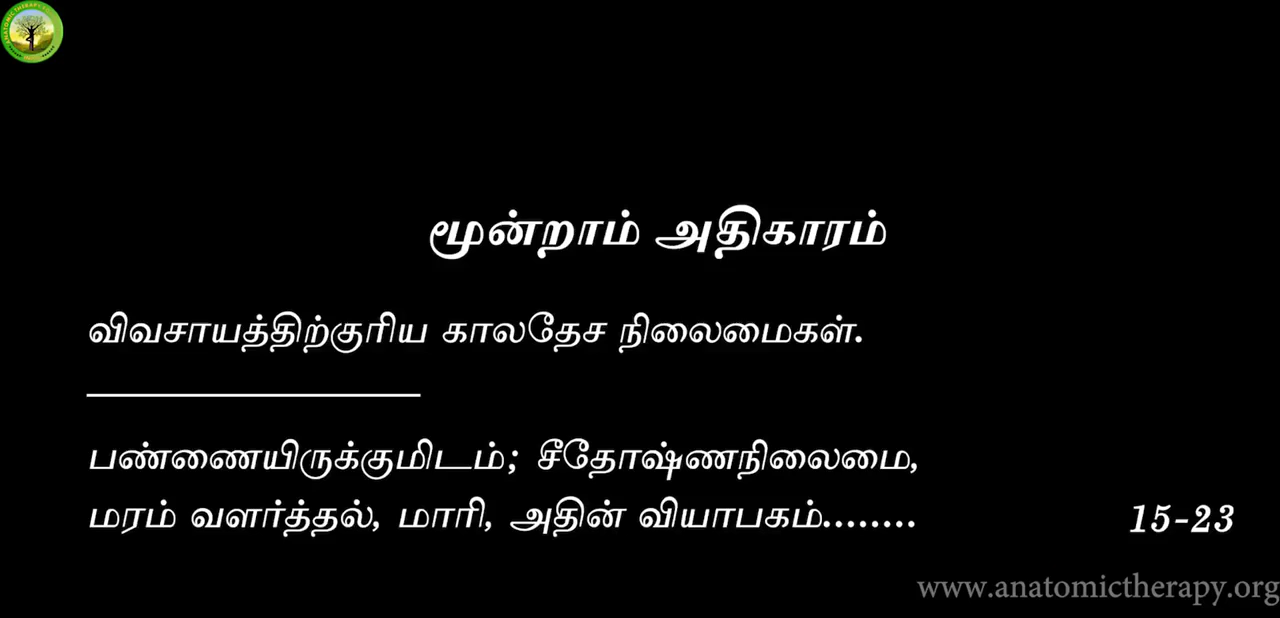 மூன்றாம் அதிகாரம்
விவசாயத்திற்குரிய காலதேச நிலைமைகள்.
பண்ணையிருக்குமிடம்; சீதோஷ்ணநிலைமை,
மரம் வளர்த்தல், மாரி, அதின் வியாபகம்........ 15-23
www.anatomictherapy.org